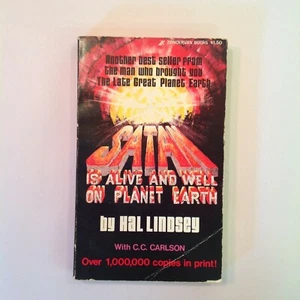 zondervan books $1.50
Another best seller from
the man who brought you
The Late Great Planet Earth
SATAN
IS ALIVE AND WELL
ON PLANET EARTH
by HAL LINDSEY
With C.C. CARLSON
Over 1,000,000 copies in print!